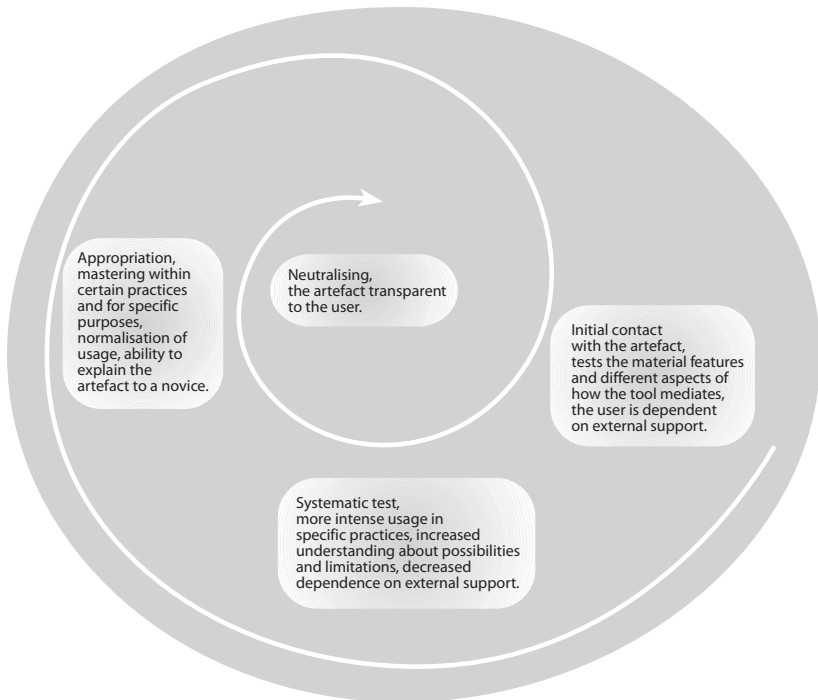 Appropriation,
mastering within
certain practices
and for specific
purposes,
normalisation of
usage, ability to
explain the
artefact to a novice.
Neutralising,
the artefact transparent
to the user.
Initial contact
with the artefact,
tests the material features
and different aspects of
how the tool mediates,
the user is dependent
on external support.
Systematic test,
more intense usage in
specific practices, increased
understanding about possibilities
and limitations, decreased
dependence on external support.